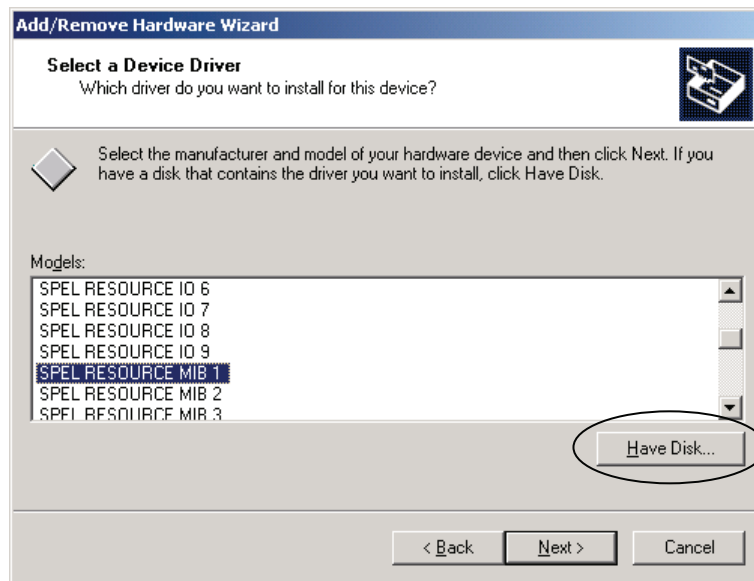 Add/Remove Hardware Wizard
Select a Device Driver
Which driver do you want to install for this device?
Select the manufacturer and model of your hardware device and then click Next. If you
have a disk that contains the driver you want to install, click Have Disk.
Models:
SPEL RESOURCE IO 6
SPEL RESOURCE IO 7
SPEL RESOURCE IO 8
SPEL RESOURCE IO 9
SPEL RESOURCE MIB 1
SPEL RESOURCE MIB 2
SPEL RESOURCE MIB 3
Have Disk...
< Back Next > Cancel